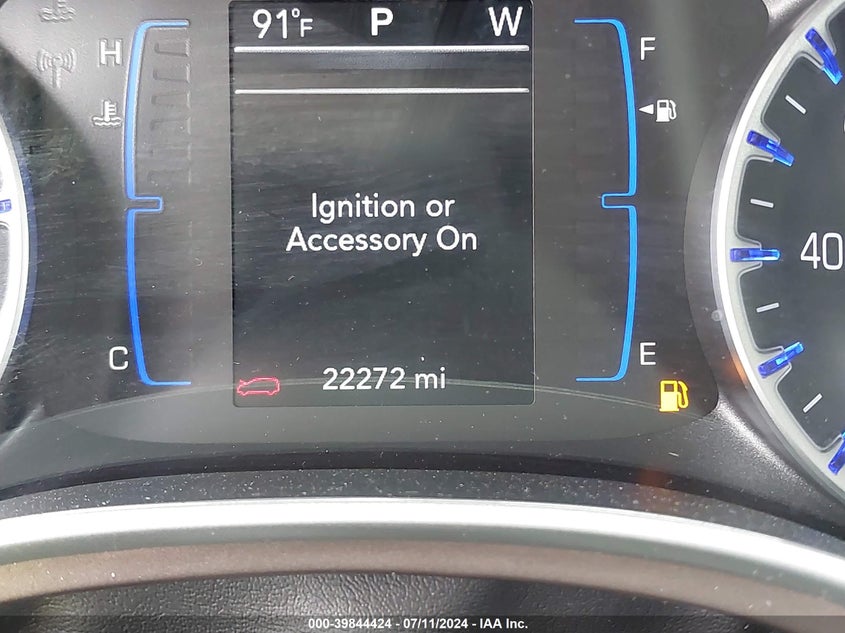 91°F P W
H F
Ignition or
Accessory On
40
C E
22272 mi
000-39844424 - 07/11/2024 - IAA Inc.